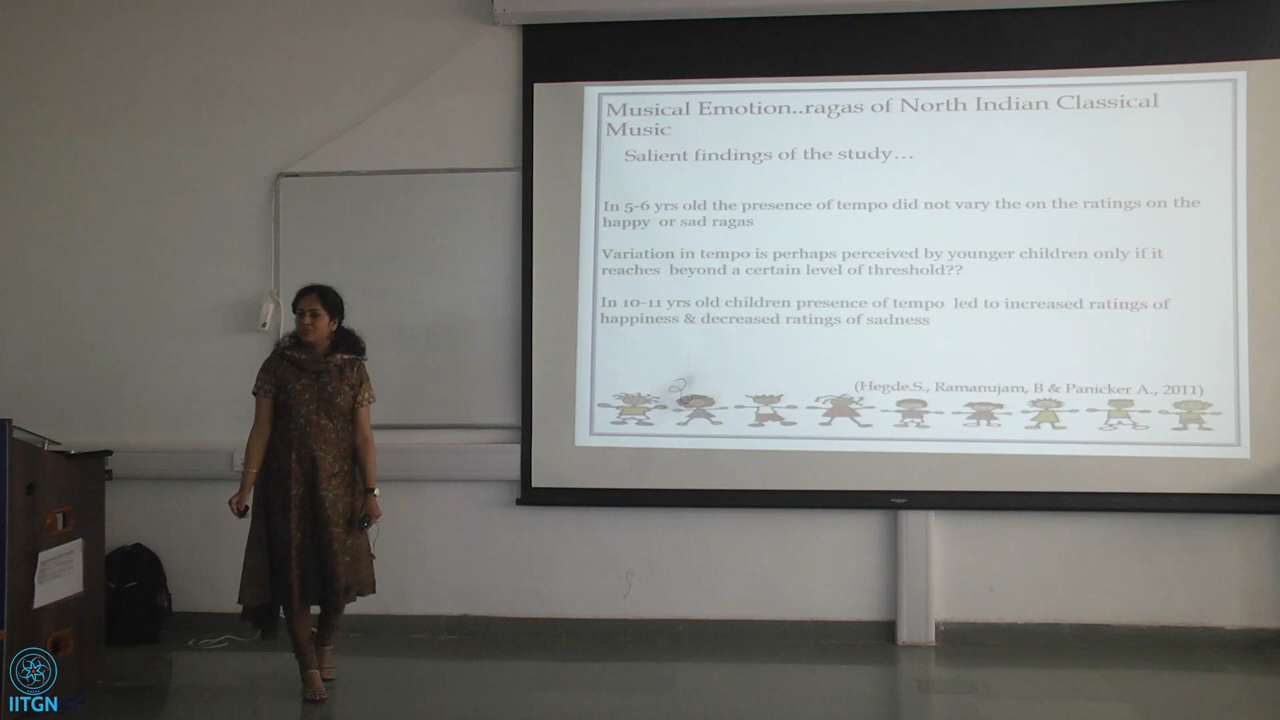 Musical Emotion..ragas of North Indian Classical
Music
Salient findings of the study...
In 5-6 yrs old the presence of tempo did not vary the on the ratings on the
happy or sad ragas
Variation in tempo is perhaps perceived by younger children only if it
reaches beyond a certain level of threshold??
In 10-11 yrs old children presence of tempo led to increased ratings of
happiness & decreased ratings of sadness
(Hegde.S., Ramanujam, B & Panicker A., 2011)
IITGN